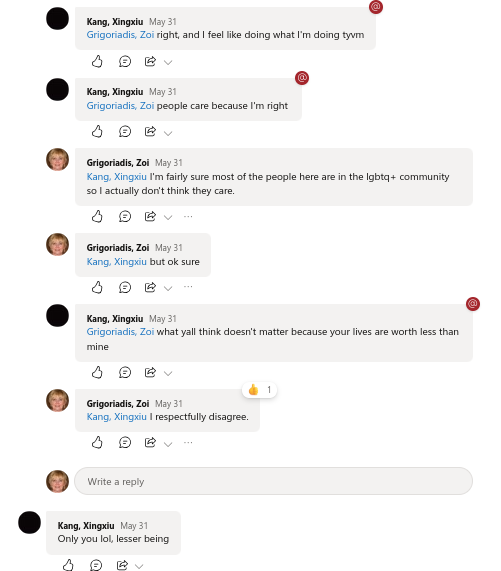 @
Kang, Xingxiu May 31
Grigoriadis, Zoi right, and I feel like doing what I'm doing tyvm
@
Kang, Xingxiu May 31
Grigoriadis, Zoi people care because I'm right
Grigoriadis, Zoi May 31
Kang, Xingxiu I'm fairly sure most of the people here are in the lgbtq+ community
so I actually don't think they care.
Grigoriadis, Zoi May 31
Kang, Xingxiu but ok sure
@
Kang, Xingxiu May 31
Grigoriadis, Zoi what yall think doesn't matter because your lives are worth less than
mine
👍 1
Grigoriadis, Zoi May 31
Kang, Xingxiu I respectfully disagree.
Write a reply
Kang, Xingxiu May 31
Only you lol, lesser being